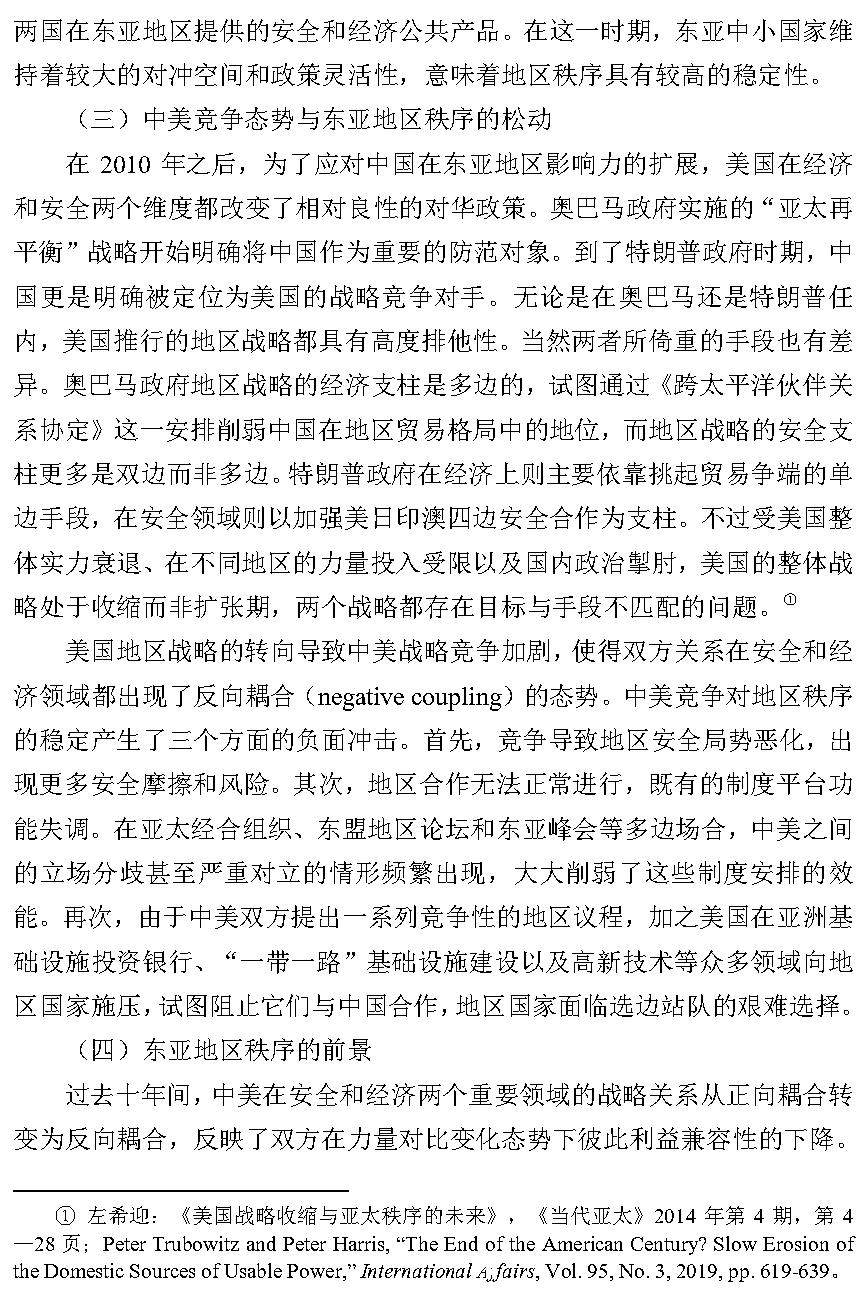 两国在东亚地区提供的安全和经济公共产品。在这一时期，东亚中小国家维
持着较大的对冲空间和政策灵活性，意味着地区秩序具有较高的稳定性。
（三）中美竞争态势与东亚地区秩序的松动
在 2010 年之后，为了应对中国在东亚地区影响力的扩展，美国在经济
和安全两个维度都改变了相对良性的对华政策。奥巴马政府实施的“亚太再
平衡”战略开始明确将中国作为重要的防范对象。到了特朗普政府时期，中
国更是明确被定位为美国的战略竞争对手。无论是在奥巴马还是特朗普任
内，美国推行的地区战略都具有高度排他性。当然两者所倚重的手段也有差
异。奥巴马政府地区战略的经济支柱是多边的，试图通过《跨太平洋伙伴关
系协定》这一安排削弱中国在地区贸易格局中的地位，而地区战略的安全支
柱更多是双边而非多边。特朗普政府在经济上则主要依靠挑起贸易争端的单
边手段，在安全领域则以加强美日印澳四边安全合作为支柱。不过受美国整
体实力衰退、在不同地区的力量投入受限以及国内政治掣肘，美国的整体战
略处于收缩而非扩张期，两个战略都存在目标与手段不匹配的问题。①
美国地区战略的转向导致中美战略竞争加剧，使得双方关系在安全和经
济领域都出现了反向耦合（negative coupling）的态势。中美竞争对地区秩序
的稳定产生了三个方面的负面冲击。首先，竞争导致地区安全局势恶化，出
现更多安全摩擦和风险。其次，地区合作无法正常进行，既有的制度平台功
能失调。在亚太经合组织、东盟地区论坛和东亚峰会等多边场合，中美之间
的立场分歧甚至严重对立的情形频繁出现，大大削弱了这些制度安排的效
能。再次，由于中美双方提出一系列竞争性的地区议程，加之美国在亚洲基
础设施投资银行、“一带一路”基础设施建设以及高新技术等众多领域向地
区国家施压，试图阻止它们与中国合作，地区国家面临选边站队的艰难选择。
（四）东亚地区秩序的前景
过去十年间，中美在安全和经济两个重要领域的战略关系从正向耦合转
变为反向耦合，反映了双方在力量对比变化态势下彼此利益兼容性的下降。
① 左希迎：《美国战略收缩与亚太秩序的未来》，《当代亚太》2014 年第 4 期，第 4
—28 页；Peter Trubowitz and Peter Harris, “The End of the American Century? Slow Erosion of
the Domestic Sources of Usable Power,” International Affairs, Vol. 95, No. 3, 2019, pp. 619-639。